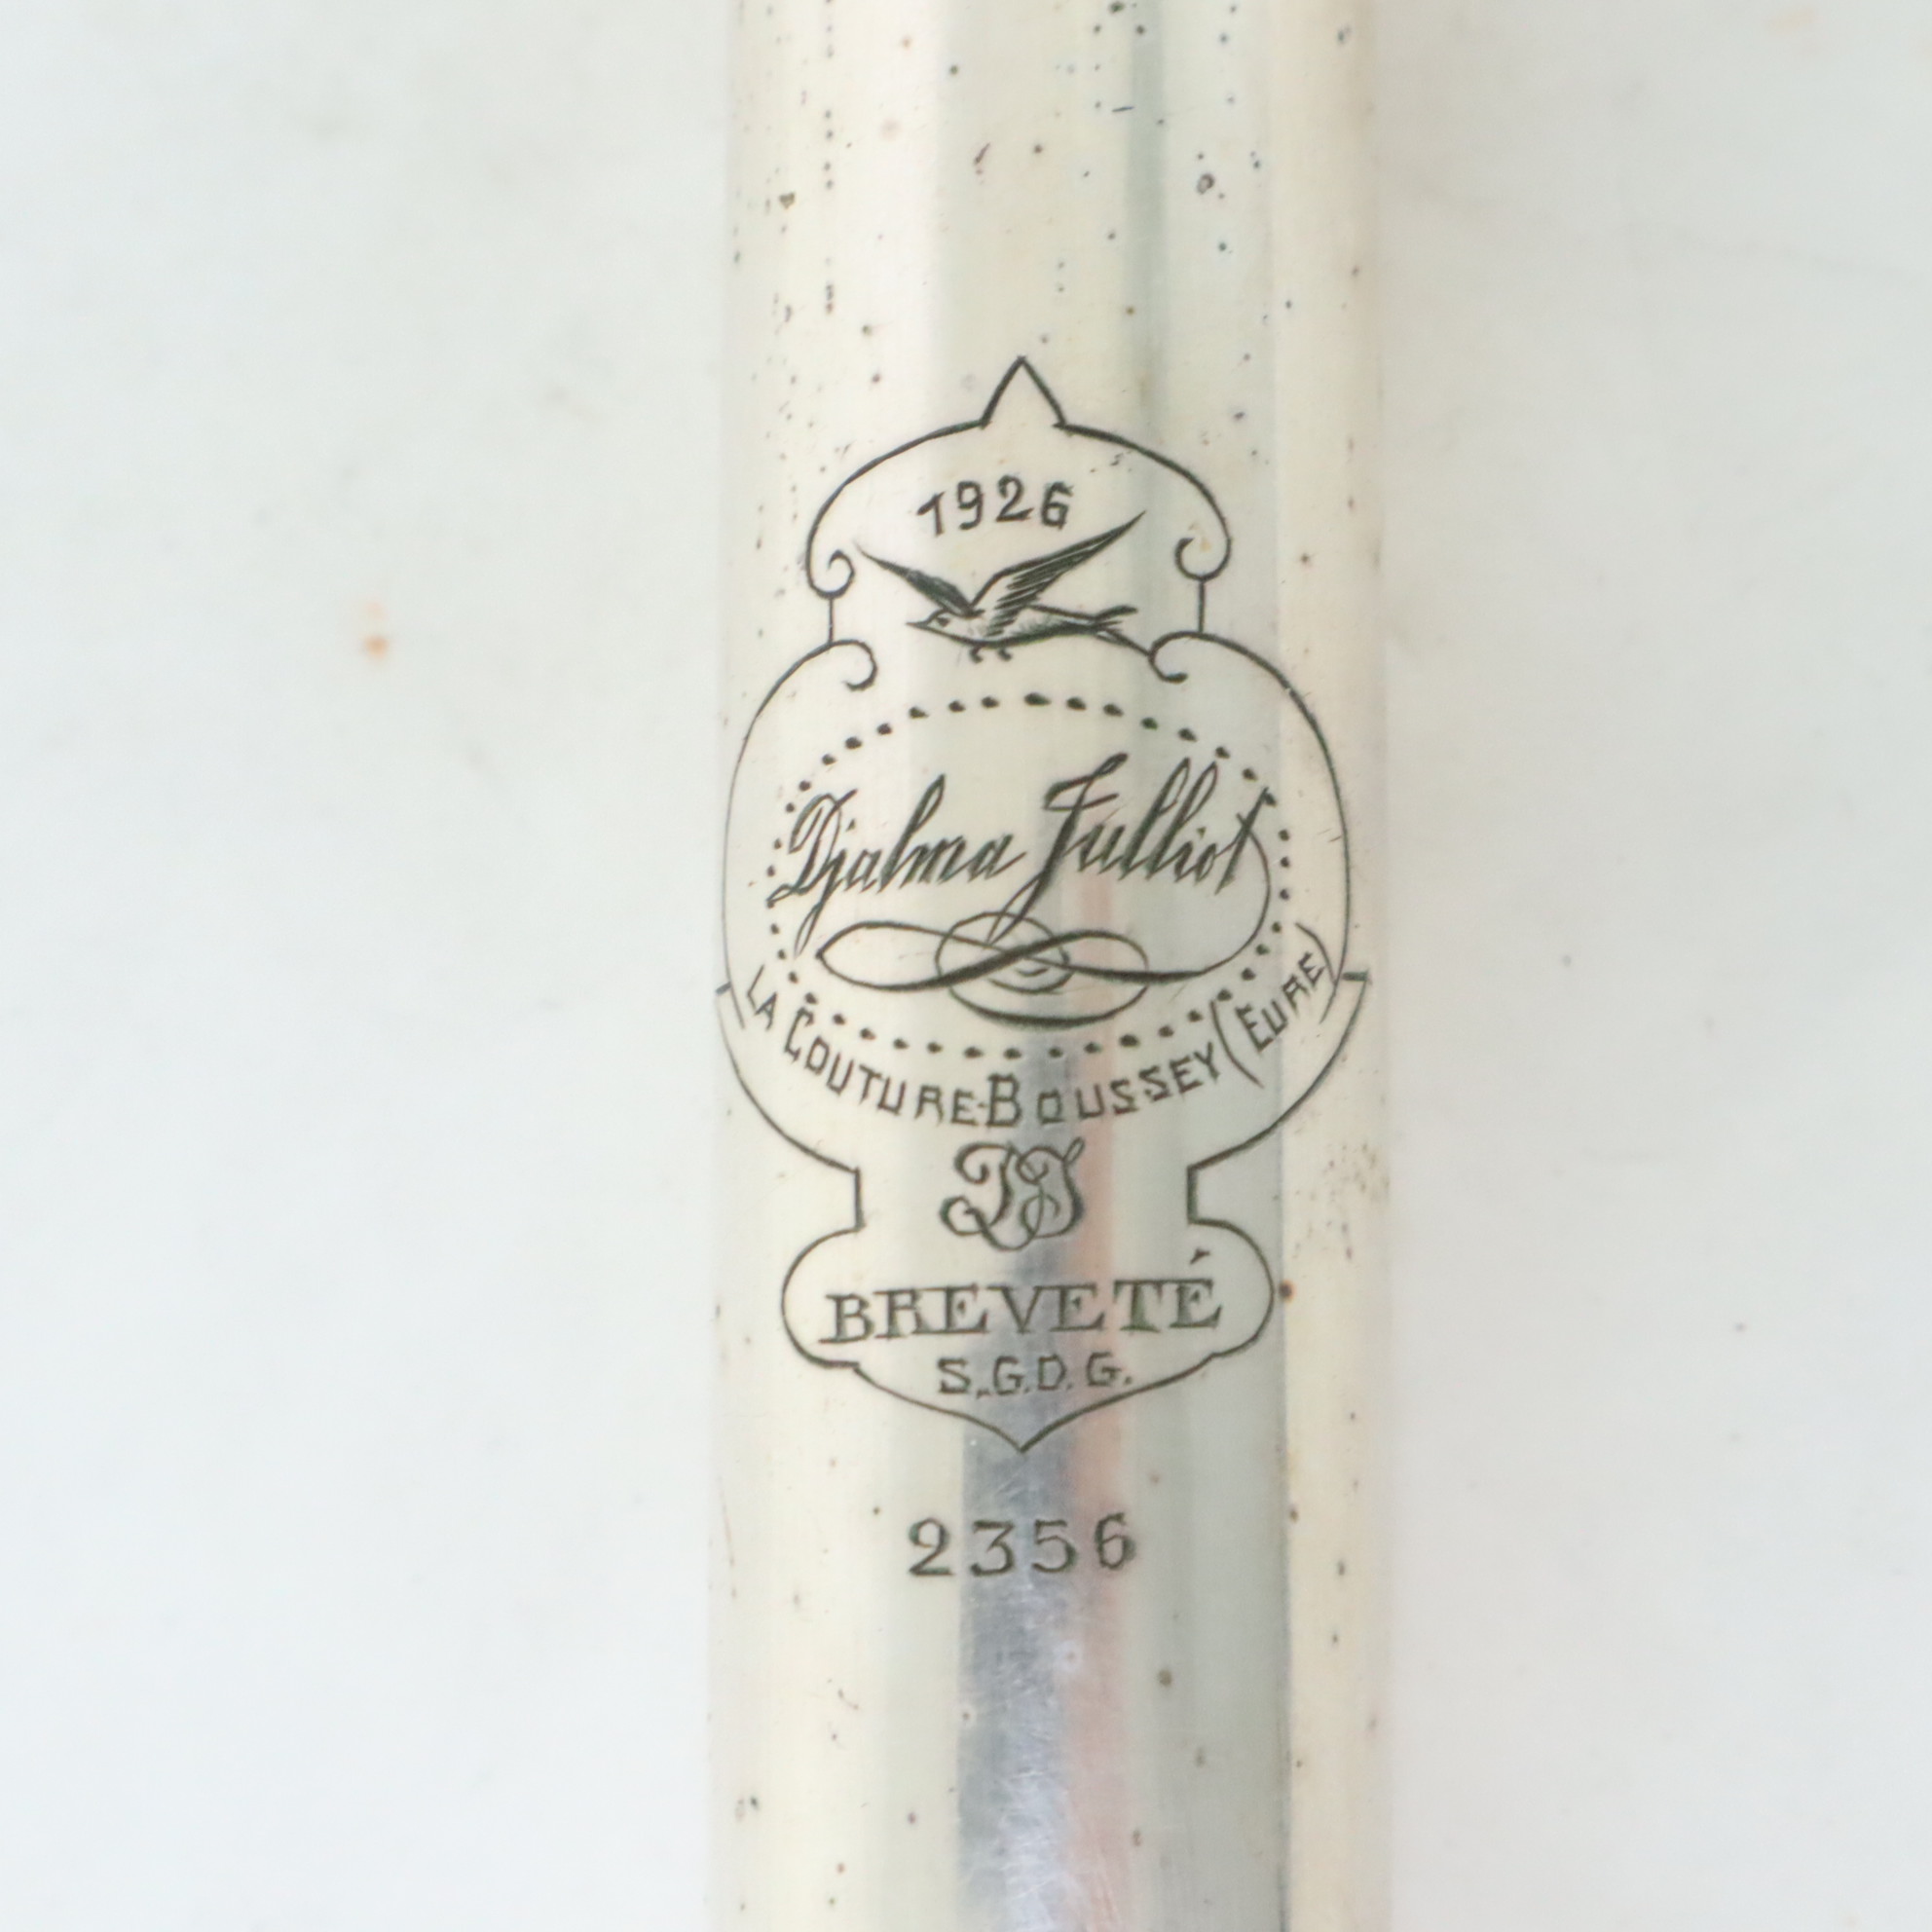 1926
Djalma Julliot
LA COUTURE-BOUSSEY (EURE)
DJ
BREVETÉ
S.G.D.G.
2356